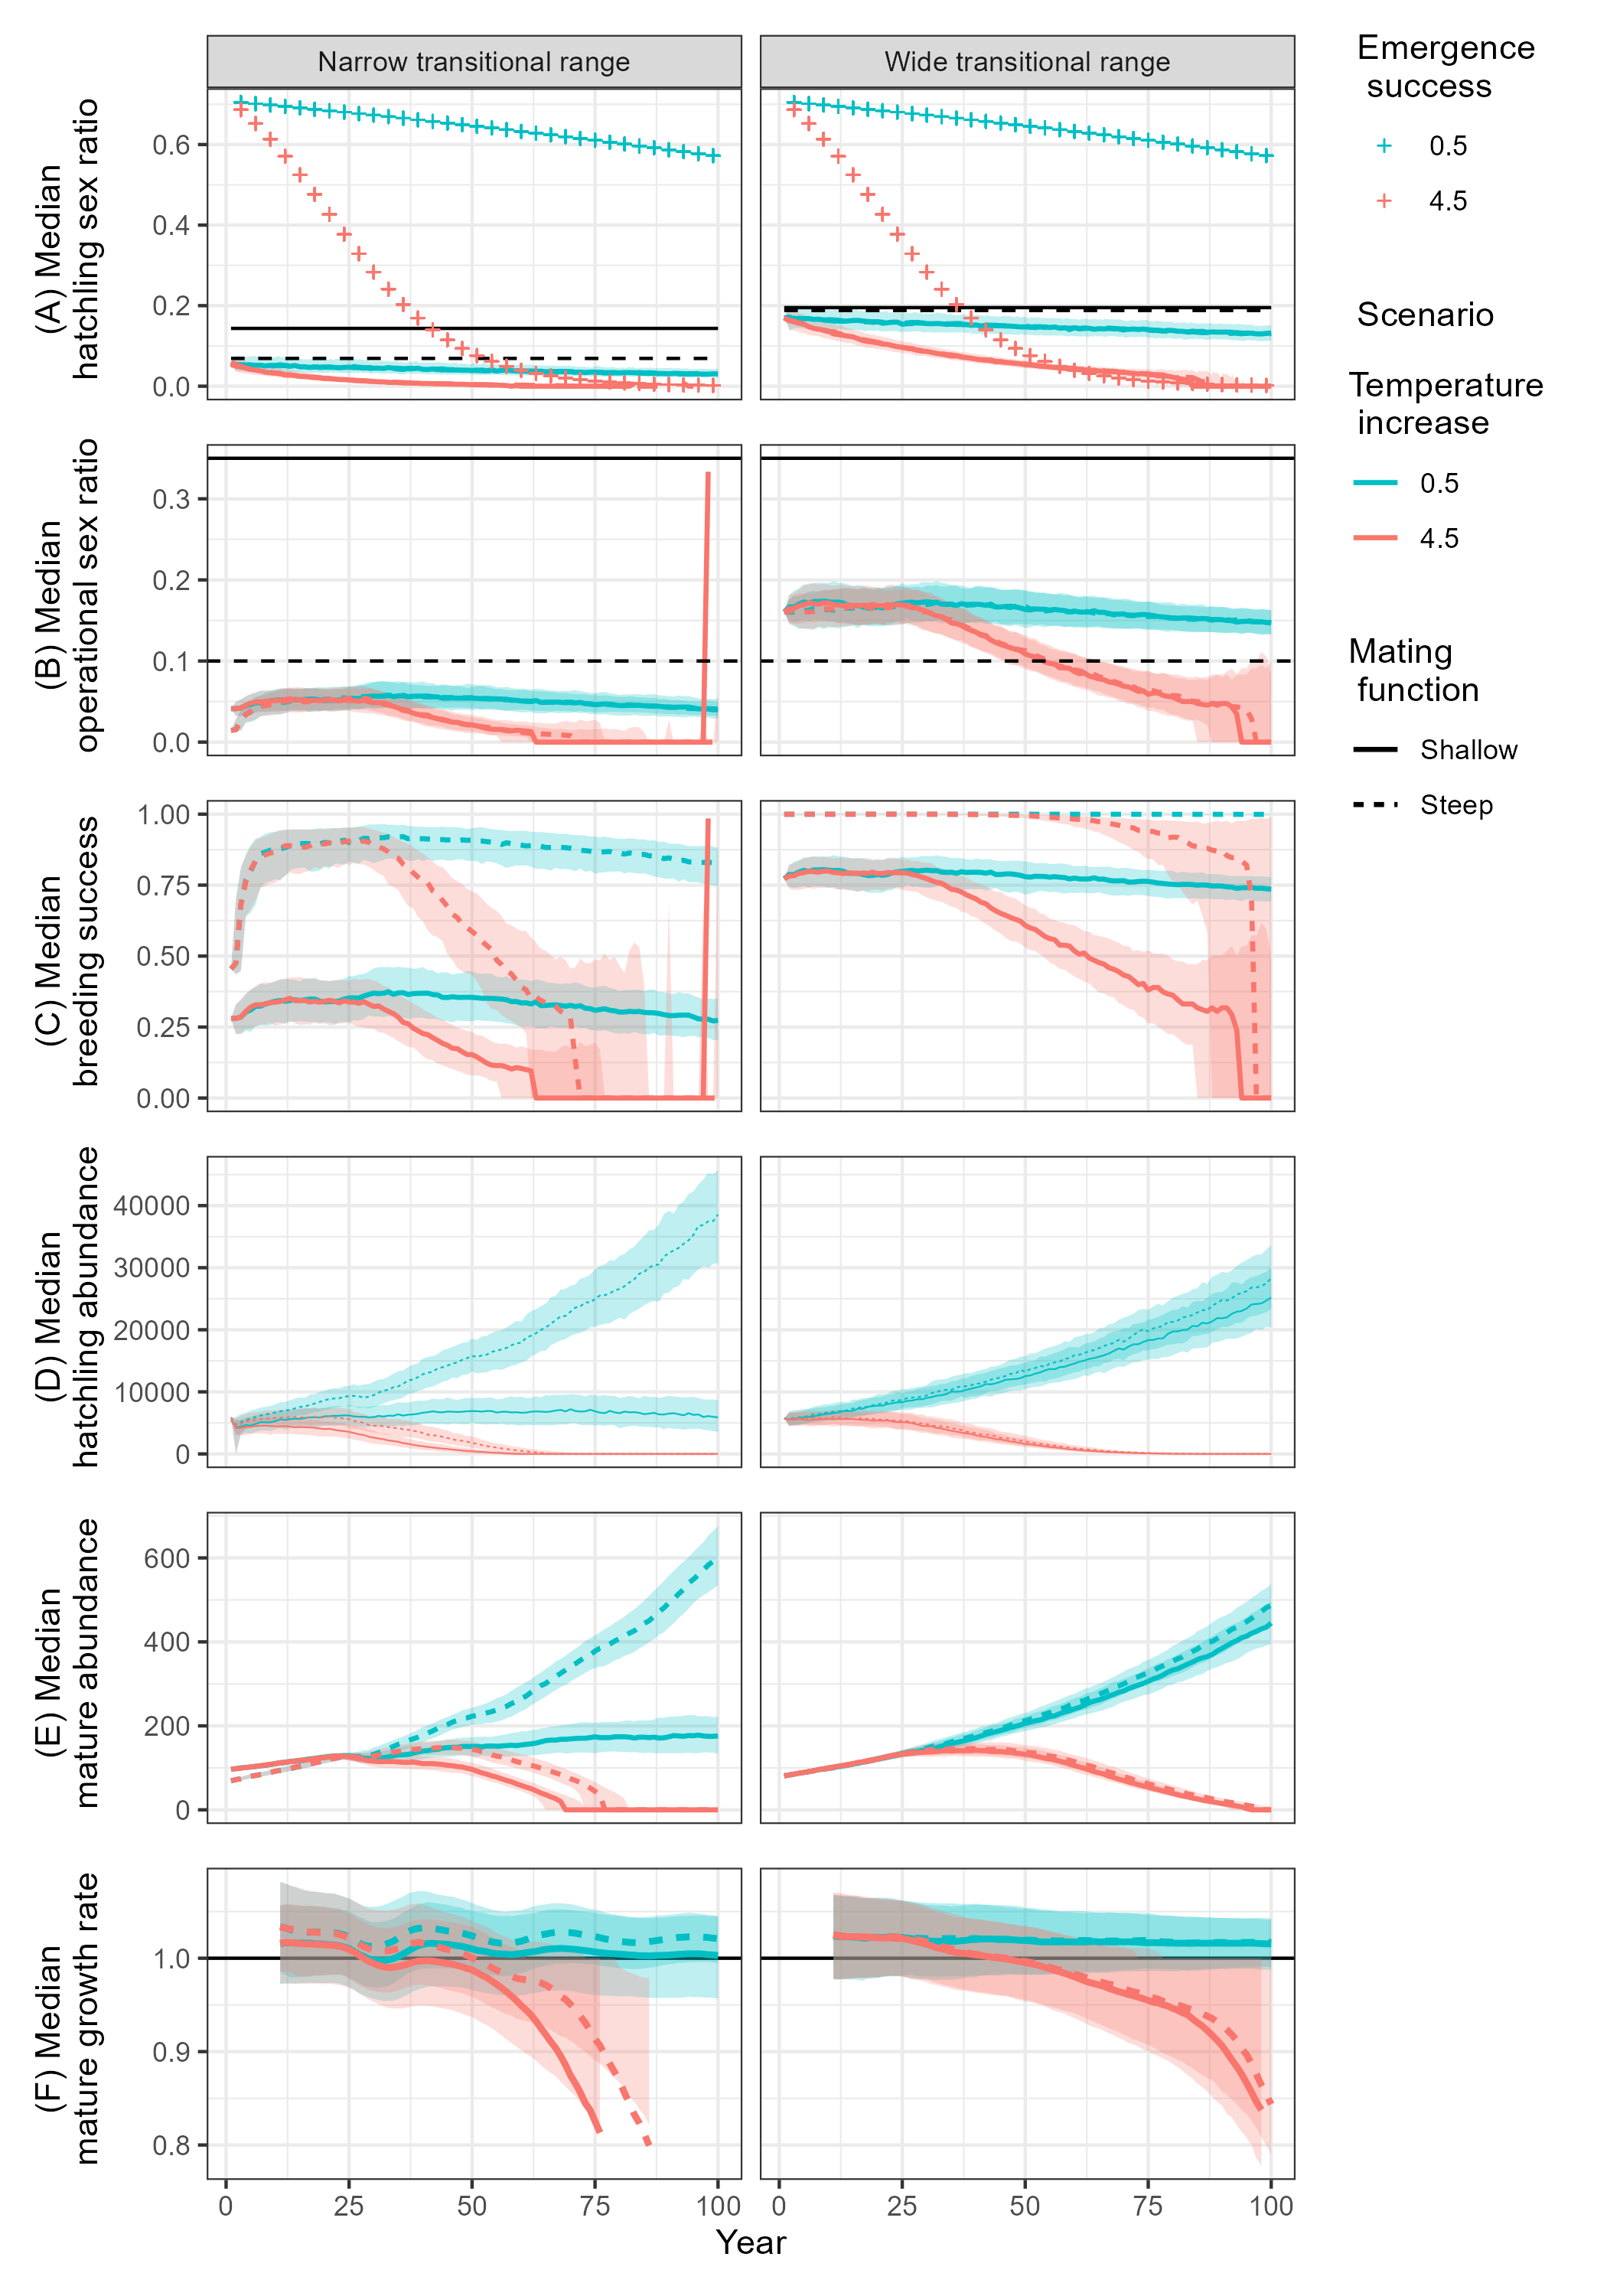 Narrow transitional range
Wide transitional range
(A) Median
hatchling sex ratio
0.6
0.4
0.2
0.0
(B) Median
operational sex ratio
0.3
0.2
0.1
0.0
(C) Median
breeding success
1.00
0.75
0.50
0.25
0.00
(D) Median
hatchling abundance
40000
30000
20000
10000
0
(E) Median
mature abundance
600
400
200
0
(F) Median
mature growth rate
1.0
0.9
0.8
0
25
50
75
100
0
25
50
75
100
Year
Emergence
success
0.5
4.5
Scenario
Temperature
increase
0.5
4.5
Mating
function
Shallow
Steep